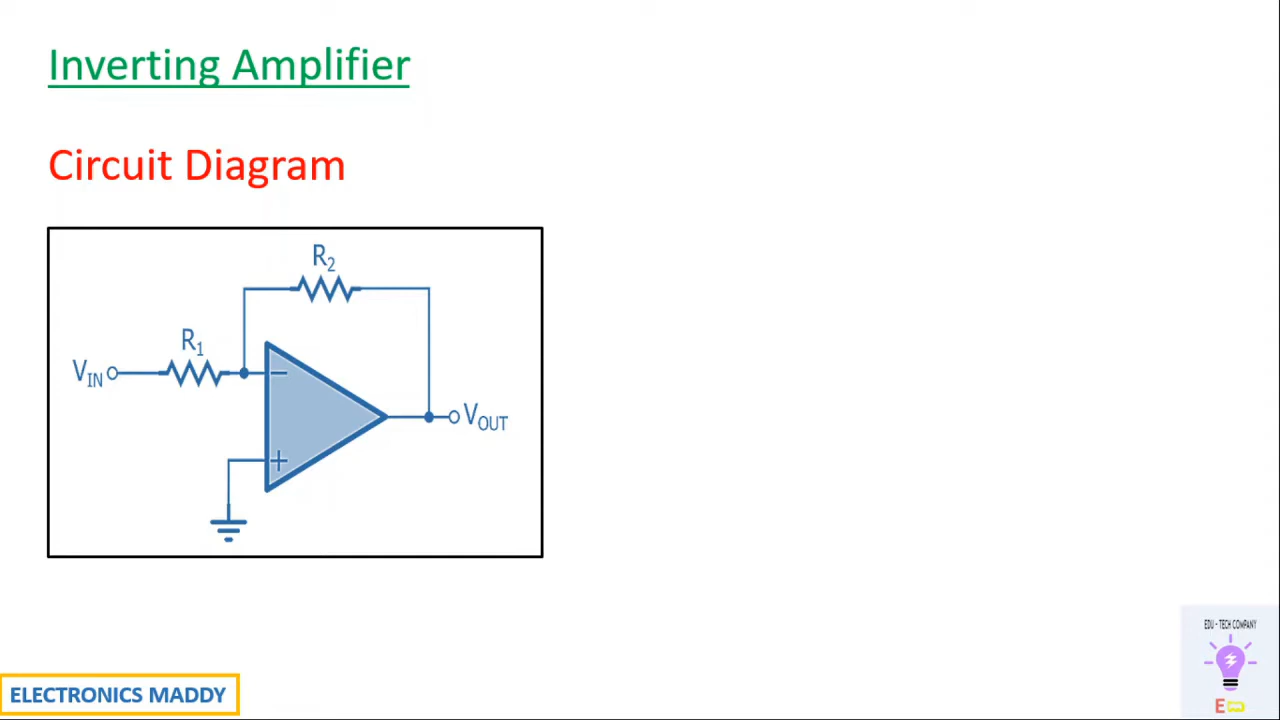 Inverting Amplifier
Circuit Diagram
R2
R1
VIN
VOUT
ELECTRONICS MADDY
EDU - TECH COMPANY
E